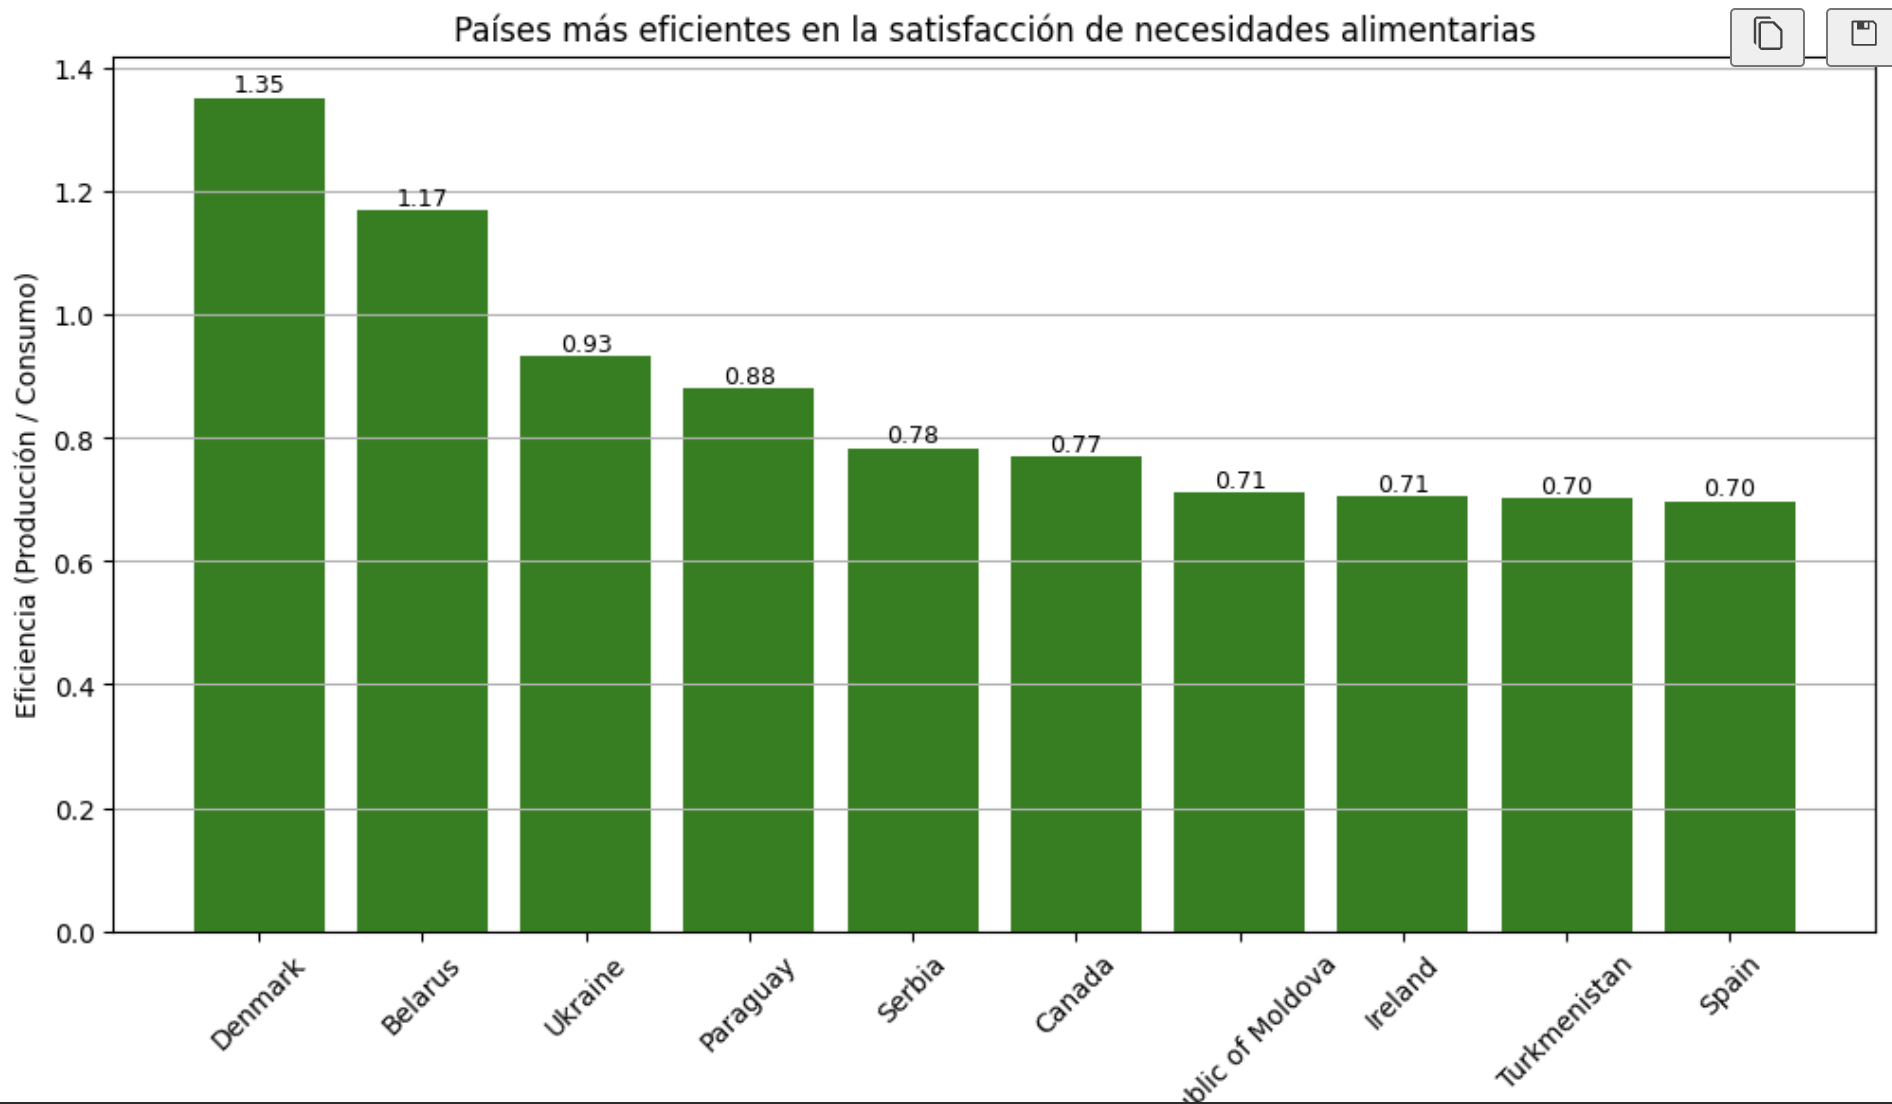 Países más eficientes en la satisfacción de necesidades alimentarias
Eficiencia (Producción / Consumo)
1.4
1.2
1.0
0.8
0.6
0.4
0.2
0.0
1.35
1.17
0.93
0.88
0.78
0.77
0.71
0.71
0.70
0.70
Denmark
Belarus
Ukraine
Paraguay
Serbia
Canada
of Moldova
Ireland
Turkmenistan
Spain